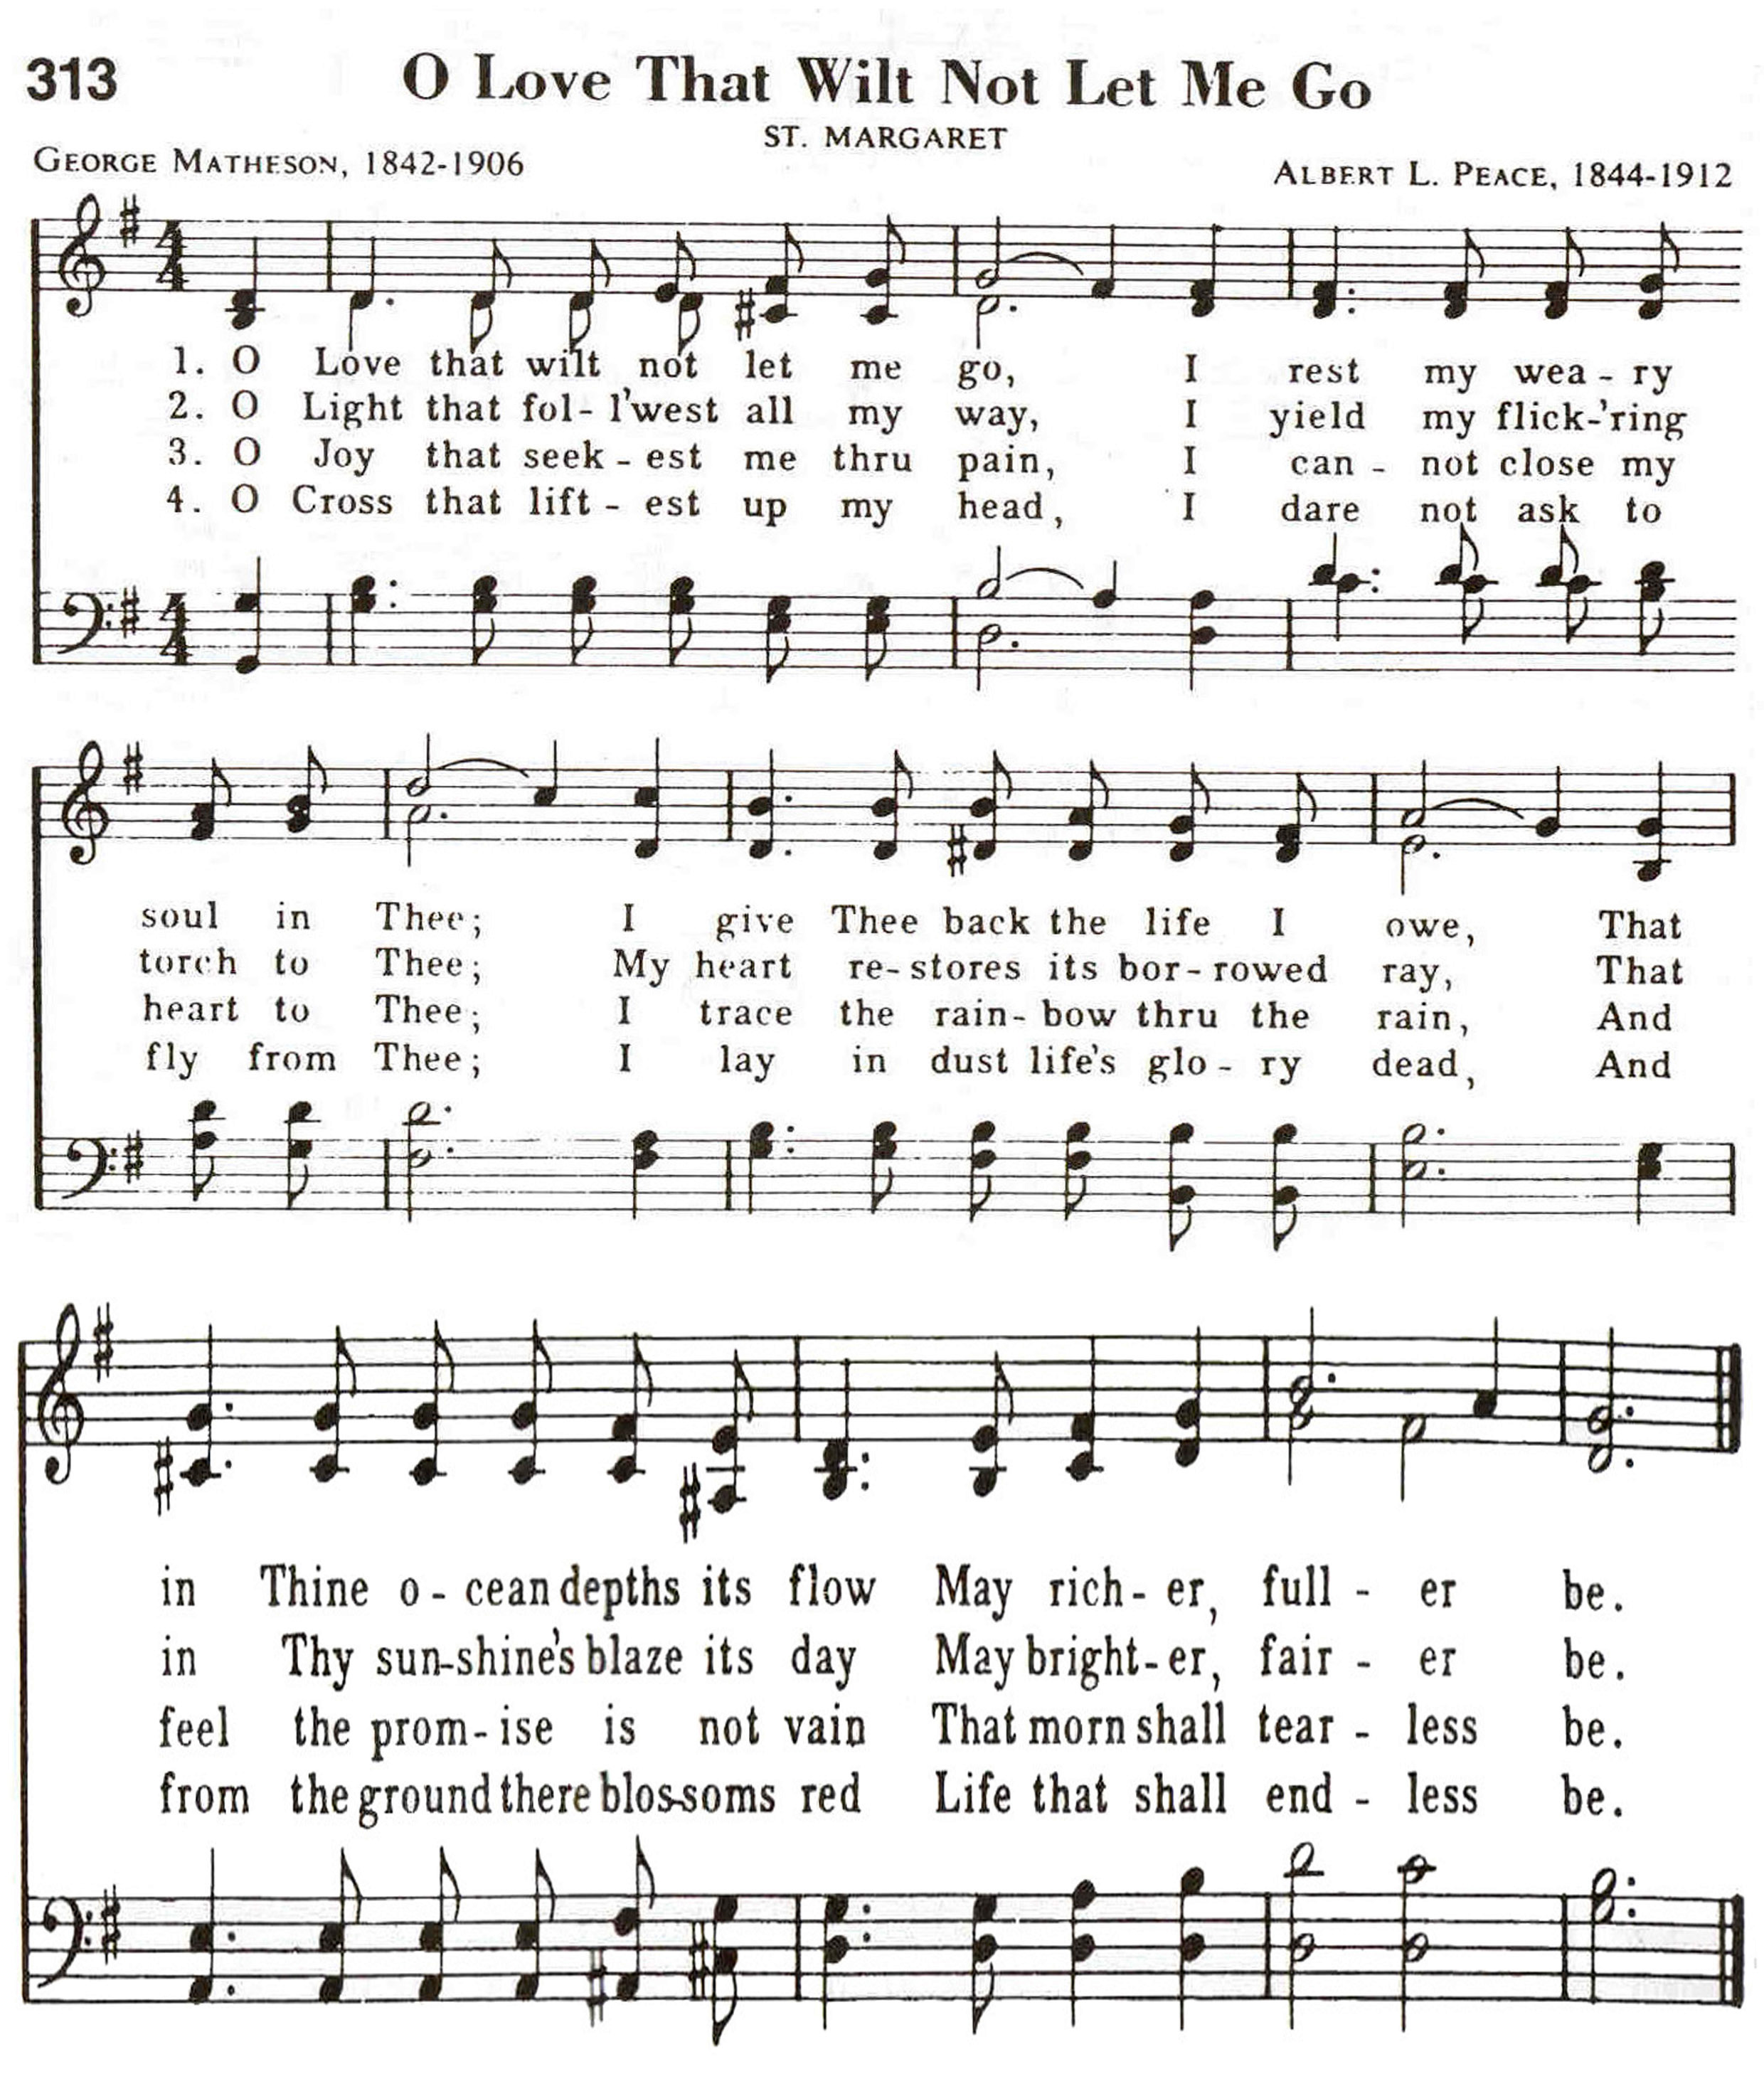 313 O Love That Wilt Not Let Me Go
ST. MARGARET
GEORGE MATHESON, 1842-1906
ALBERT L. PEACE, 1844-1912
1. O Love that wilt not let me go, I rest my wea - ry
2. O Light that fol - l'west all my way, I yield my flick-'ring
3. O Joy that seek - est me thru pain, I can - not close my
4. O Cross that lift - est up my head, I dare not ask to
soul in Thee; I give Thee back the life I owe, That
torch to Thee; My heart re - stores its bor - rowed ray, That
heart to Thee; I trace the rain - bow thru the rain, And
fly from Thee; I lay in dust life's glo - ry dead, And
in Thine o - cean depths its flow May rich - er, full - er be.
in Thy sun-shine's blaze its day May bright - er, fair - er be.
feel the prom - ise is not vain That morn shall tear - less be.
from the ground there blos-soms red Life that shall end - less be.